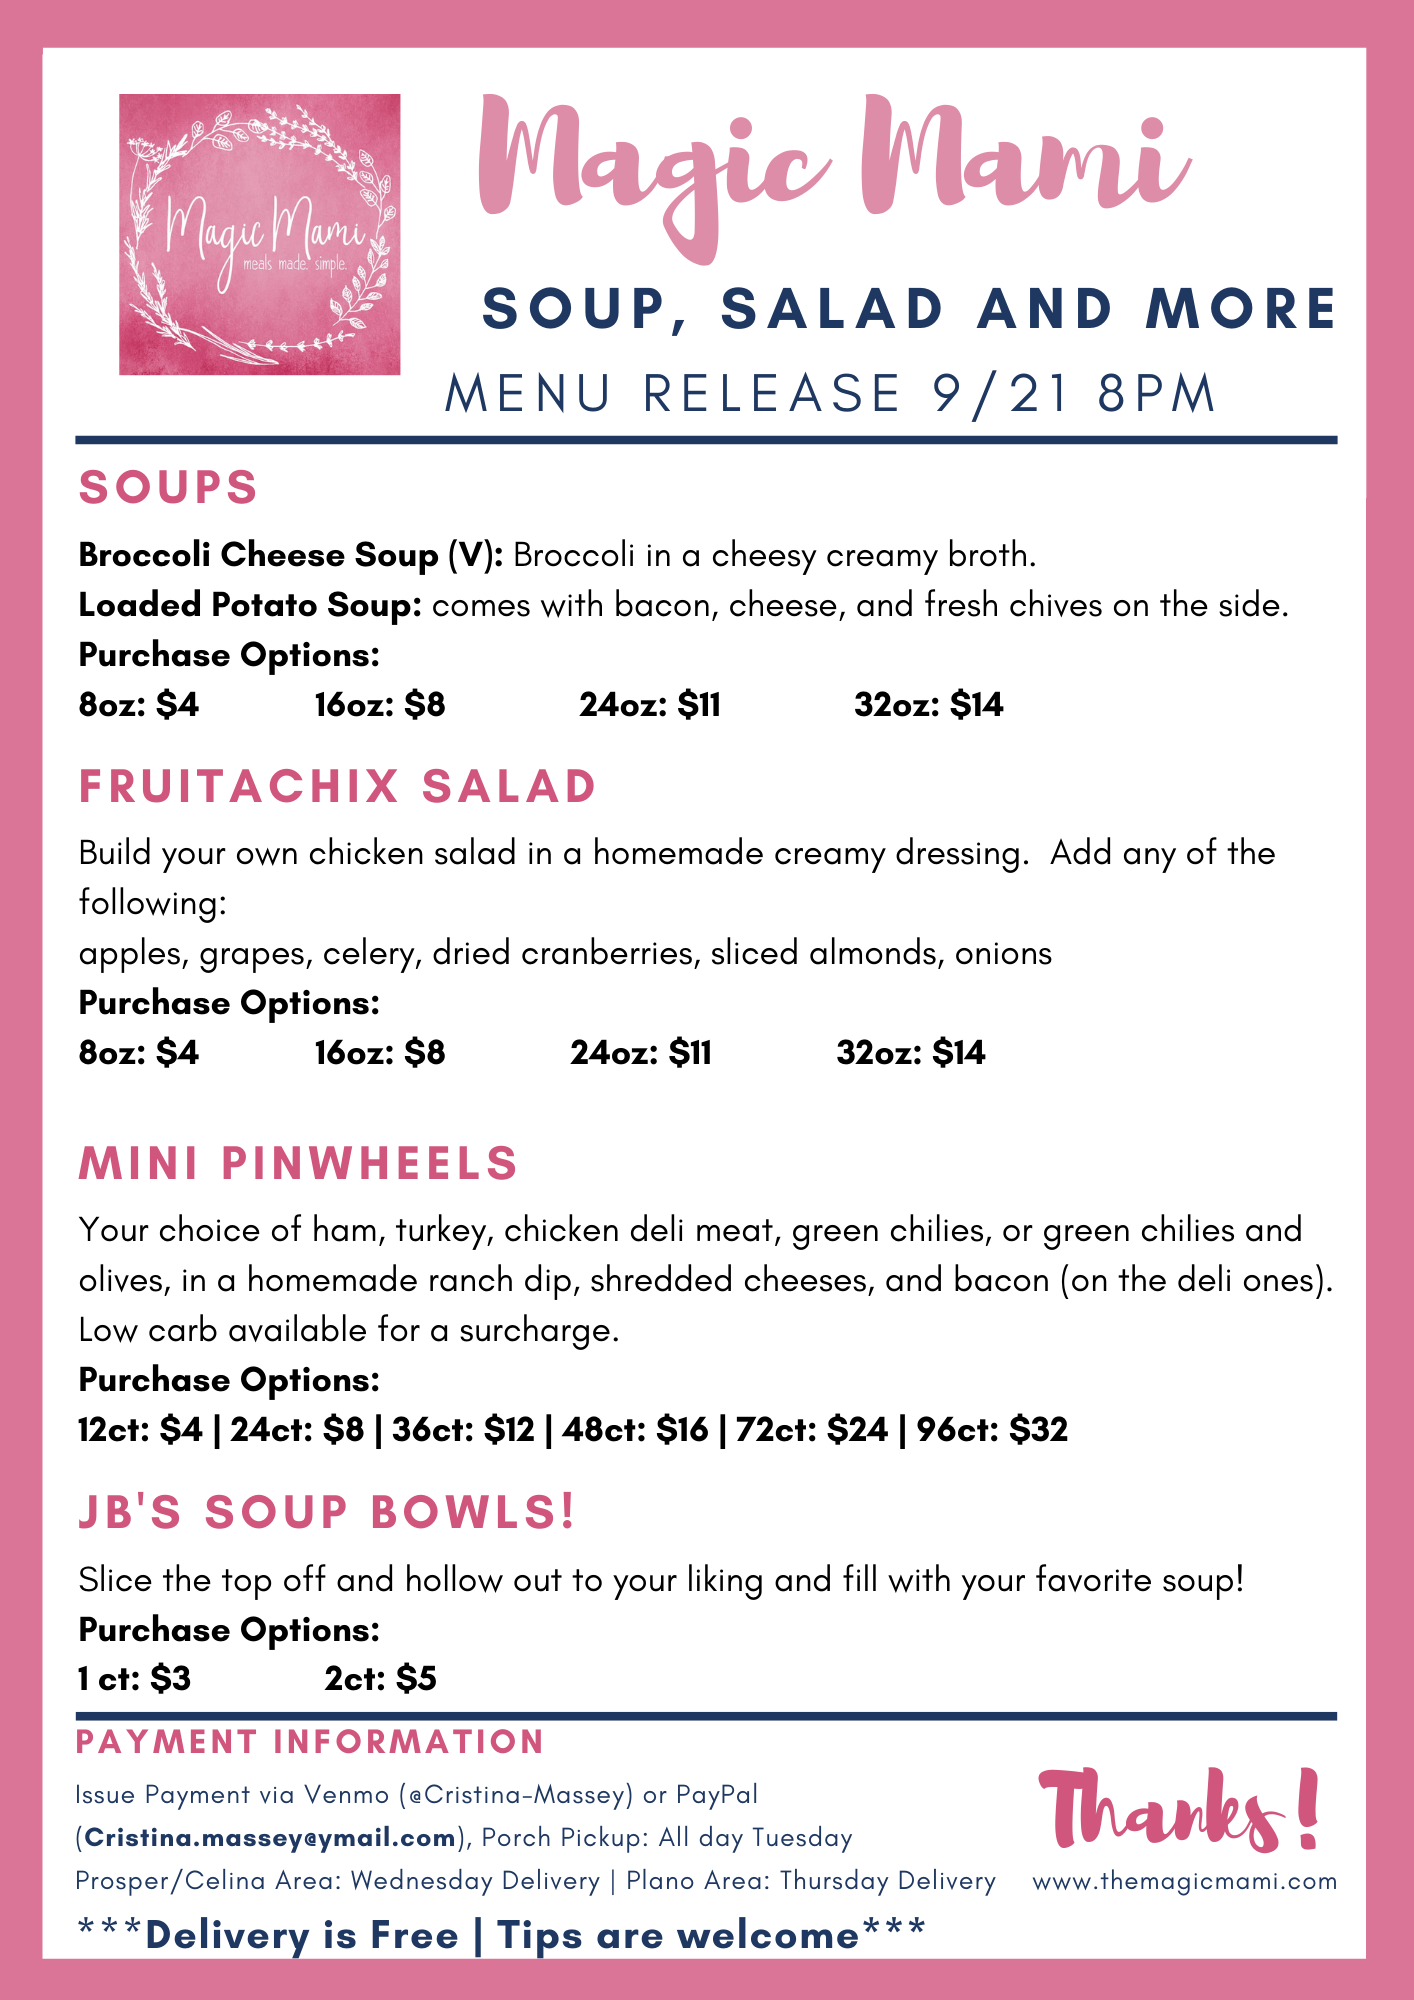 Magic Mami
meals made. simple.
Magic Mami
SOUP, SALAD AND MORE
MENU RELEASE 9/21 8PM
SOUPS
Broccoli Cheese Soup (V): Broccoli in a cheesy creamy broth.
Loaded Potato Soup: comes with bacon, cheese, and fresh chives on the side.
Purchase Options:
8oz: $4 16oz: $8 24oz: $11 32oz: $14
FRUITACHIX SALAD
Build your own chicken salad in a homemade creamy dressing. Add any of the
following:
apples, grapes, celery, dried cranberries, sliced almonds, onions
Purchase Options:
8oz: $4 16oz: $8 24oz: $11 32oz: $14
MINI PINWHEELS
Your choice of ham, turkey, chicken deli meat, green chilies, or green chilies and
olives, in a homemade ranch dip, shredded cheeses, and bacon (on the deli ones).
Low carb available for a surcharge.
Purchase Options:
12ct: $4 | 24ct: $8 | 36ct: $12 | 48ct: $16 | 72ct: $24 | 96ct: $32
JB'S SOUP BOWLS!
Slice the top off and hollow out to your liking and fill with your favorite soup!
Purchase Options:
1 ct: $3 2ct: $5
PAYMENT INFORMATION
Issue Payment via Venmo (@Cristina-Massey) or PayPal
(Cristina.massey@ymail.com), Porch Pickup: All day Tuesday
Prosper/Celina Area: Wednesday Delivery | Plano Area: Thursday Delivery
***Delivery is Free | Tips are welcome***
Thanks!
www.themagicmami.com